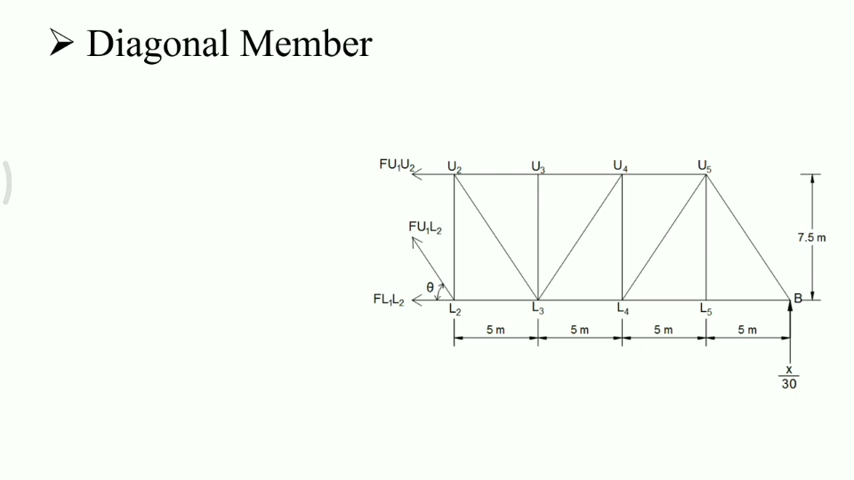 ➢ Diagonal Member
FU₁U₂ U₂ U₃ U₄ U₅
FU₁L₂
7.5 m
θ
FL₁L₂ L₂ L₃ L₄ L₅ B
5 m 5 m 5 m 5 m
x
30